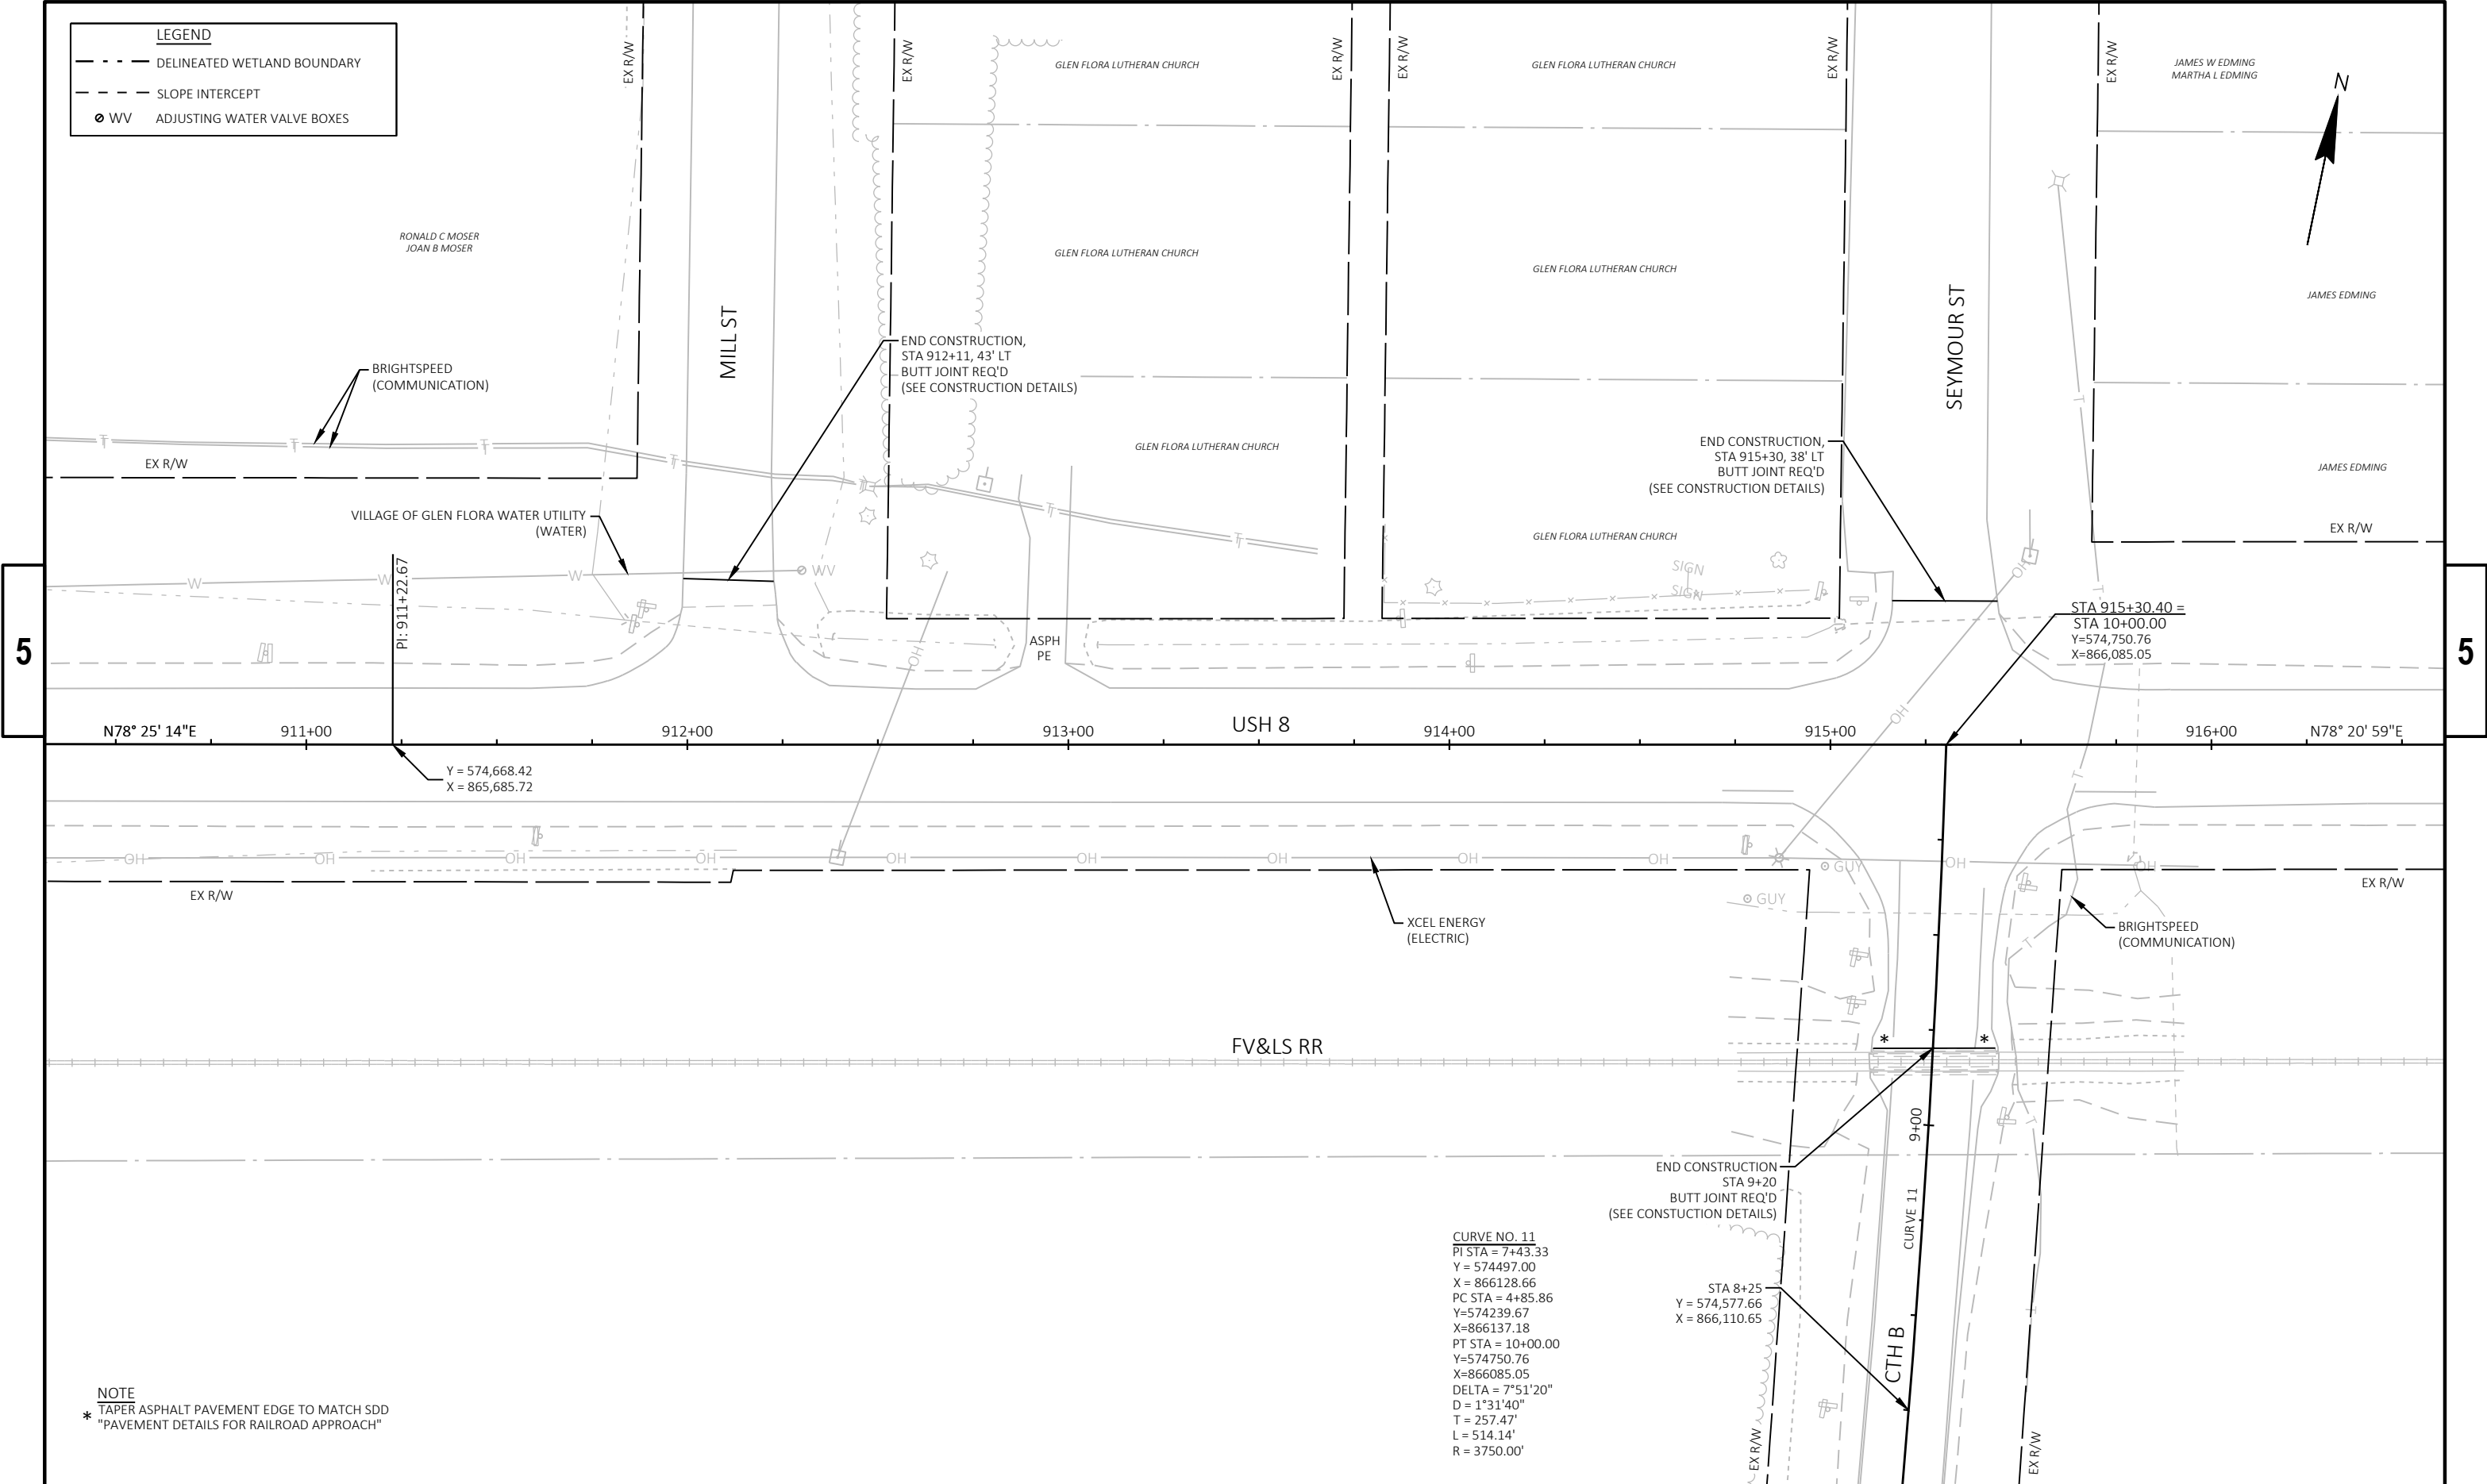 LEGEND
DELINEATED WETLAND BOUNDARY
SLOPE INTERCEPT
WV ADJUSTING WATER VALVE BOXES
EX R/W
EX R/W
EX R/W
EX R/W
EX R/W
EX R/W
GLEN FLORA LUTHERAN CHURCH
GLEN FLORA LUTHERAN CHURCH
JAMES W EDMING
MARTHA L EDMING
N
RONALD C MOSER
JOAN B MOSER
GLEN FLORA LUTHERAN CHURCH
GLEN FLORA LUTHERAN CHURCH
JAMES EDMING
MILL ST
SEYMOUR ST
END CONSTRUCTION,
STA 912+11, 43' LT
BUTT JOINT REQ'D
(SEE CONSTRUCTION DETAILS)
BRIGHTSPEED
(COMMUNICATION)
T
T
T
T
T
T
T
T
EX R/W
GLEN FLORA LUTHERAN CHURCH
END CONSTRUCTION,
STA 915+30, 38' LT
BUTT JOINT REQ'D
(SEE CONSTRUCTION DETAILS)
JAMES EDMING
VILLAGE OF GLEN FLORA WATER UTILITY
(WATER)
GLEN FLORA LUTHERAN CHURCH
EX R/W
W
W
W
WV
SIGN
SIGN
OH
T
PI: 911+22.67
STA 915+30.40 =
STA 10+00.00
Y=574,750.76
X=866,085.05
ASPH
PE
OH
OH
5
5
N78° 25' 14"E
911+00
912+00
913+00
USH 8
914+00
915+00
916+00
N78° 20' 59"E
Y = 574,668.42
X = 865,685.72
T
OH
OH
OH
OH
OH
OH
OH
OH
OH
OH
OH
GUY
GUY
EX R/W
EX R/W
XCEL ENERGY
(ELECTRIC)
BRIGHTSPEED
(COMMUNICATION)
T
FV&LS RR
*
*
9+00
T
END CONSTRUCTION
STA 9+20
BUTT JOINT REQ'D
(SEE CONSTUCTION DETAILS)
CURVE 11
CURVE NO. 11
PI STA = 7+43.33
Y = 574497.00
X = 866128.66
PC STA = 4+85.86
Y=574239.67
X=866137.18
PT STA = 10+00.00
Y=574750.76
X=866085.05
DELTA = 7°51'20"
D = 1°31'40"
T = 257.47'
L = 514.14'
R = 3750.00'
STA 8+25
Y = 574,577.66
X = 866,110.65
T
CTH B
EX R/W
EX R/W
NOTE
* TAPER ASPHALT PAVEMENT EDGE TO MATCH SDD
"PAVEMENT DETAILS FOR RAILROAD APPROACH"